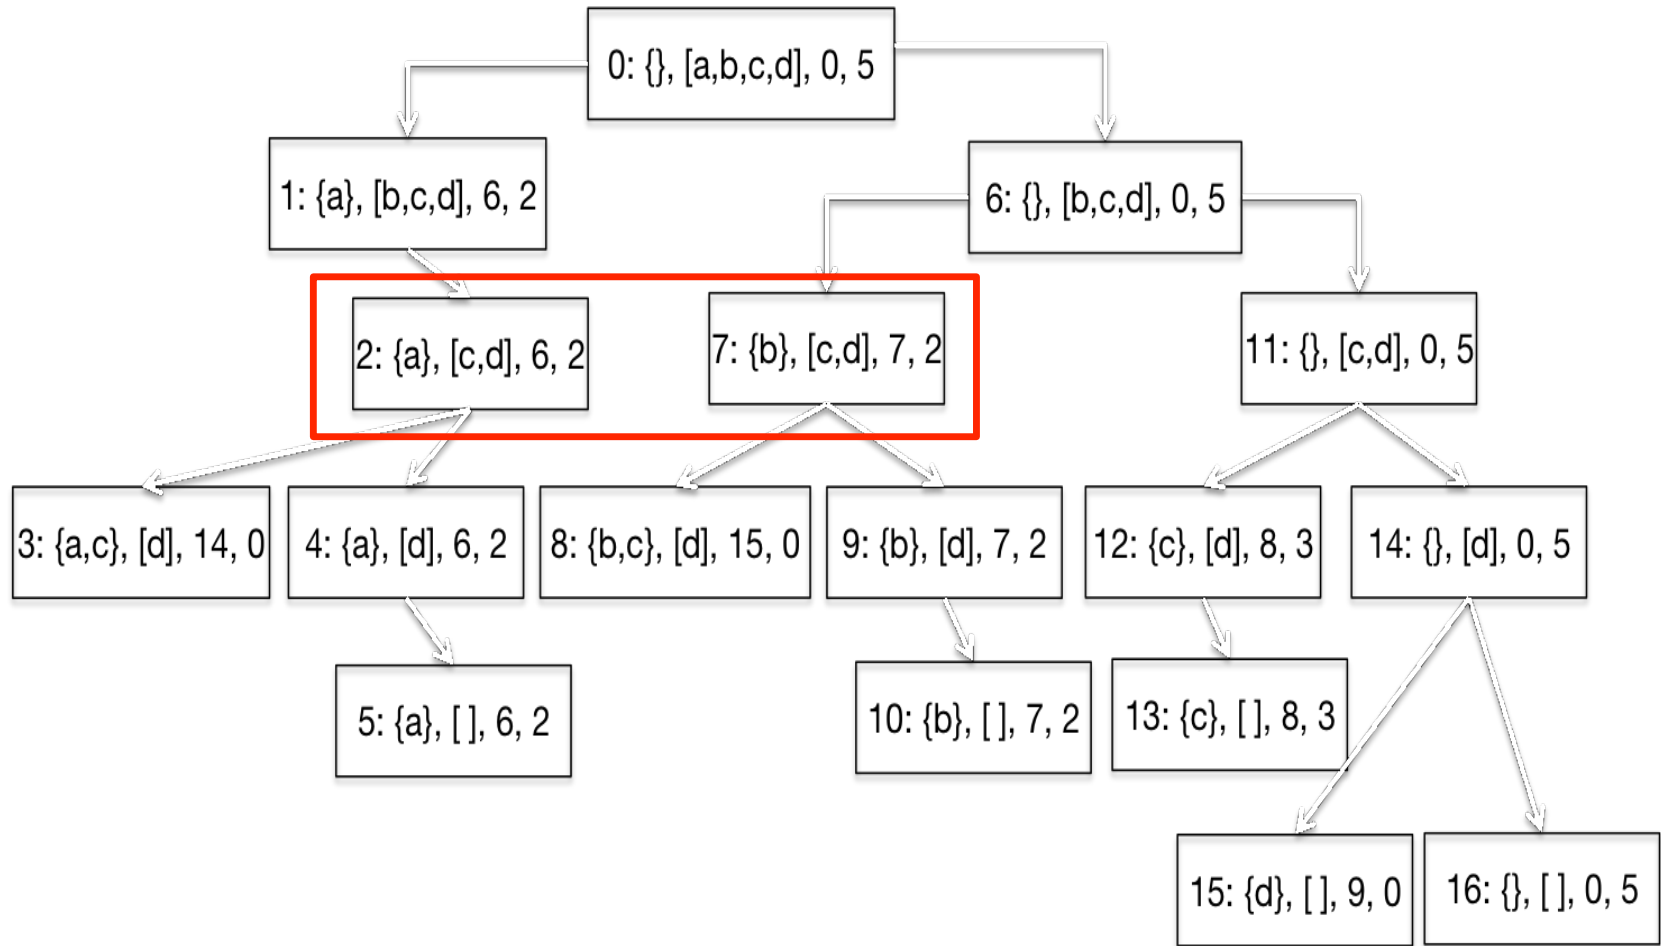 0: {}, [a,b,c,d], 0, 5
1: {a}, [b,c,d], 6, 2
6: {}, [b,c,d], 0, 5
2: {a}, [c,d], 6, 2
7: {b}, [c,d], 7, 2
11: {}, [c,d], 0, 5
3: {a,c}, [d], 14, 0
4: {a}, [d], 6, 2
8: {b,c}, [d], 15, 0
9: {b}, [d], 7, 2
12: {c}, [d], 8, 3
14: {}, [d], 0, 5
5: {a}, [ ], 6, 2
10: {b}, [ ], 7, 2
13: {c}, [ ], 8, 3
15: {d}, [ ], 9, 0
16: {}, [ ], 0, 5